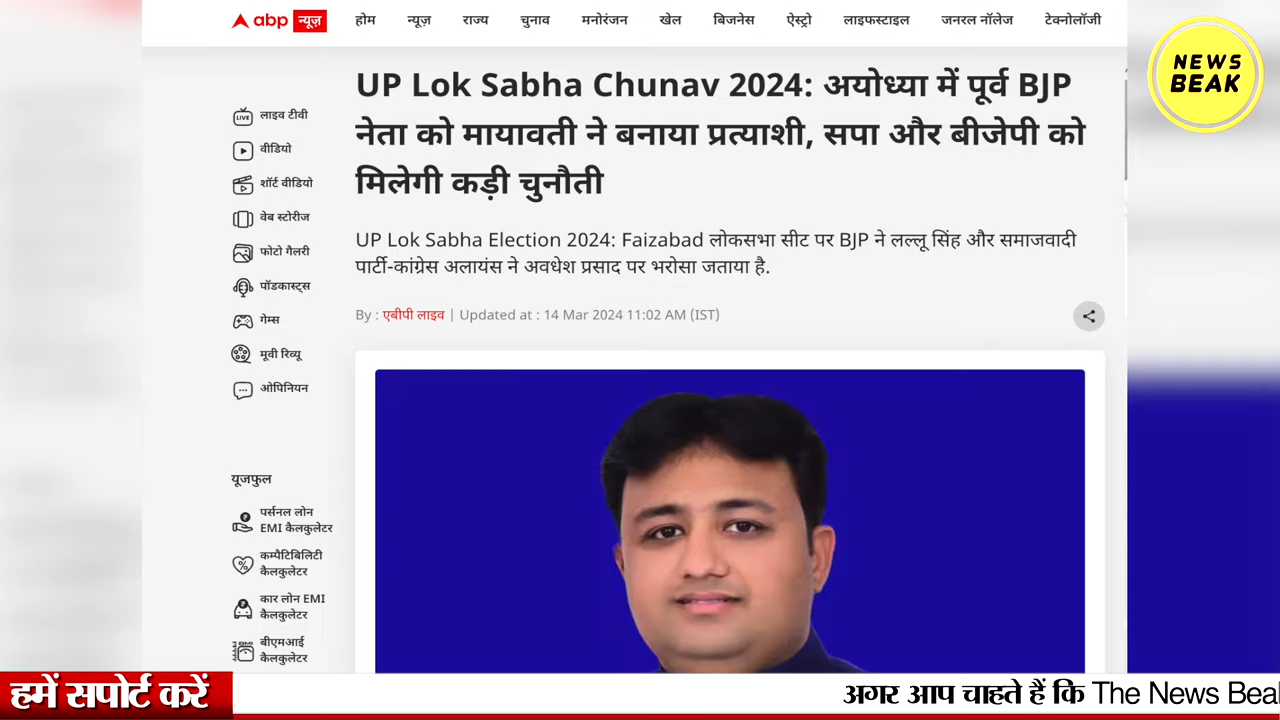 abp न्यूज़
होम न्यूज़ राज्य चुनाव मनोरंजन खेल बिजनेस ऐस्ट्रो लाइफस्टाइल जनरल नॉलेज टेक्नोलॉजी
NEWS
BEAK
UP Lok Sabha Chunav 2024: अयोध्या में पूर्व BJP
नेता को मायावती ने बनाया प्रत्याशी, सपा और बीजेपी को
मिलेगी कड़ी चुनौती
UP Lok Sabha Election 2024: Faizabad लोकसभा सीट पर BJP ने लल्लू सिंह और समाजवादी
पार्टी-कांग्रेस अलायंस ने अवधेश प्रसाद पर भरोसा जताया है.
By : एबीपी लाइव | Updated at : 14 Mar 2024 11:02 AM (IST)
LIVE लाइव टीवी
वीडियो
शॉर्ट वीडियो
वेब स्टोरीज
फोटो गैलरी
पॉडकास्ट्स
गेम्स
मूवी रिव्यू
ओपिनियन
यूजफुल
पर्सनल लोन
EMI कैलकुलेटर
कम्पैटिबिलिटी
कैलकुलेटर
कार लोन EMI
कैलकुलेटर
बीएमआई
कैलकुलेटर
हमें सपोर्ट करें
अगर आप चाहते हैं कि The News Bea